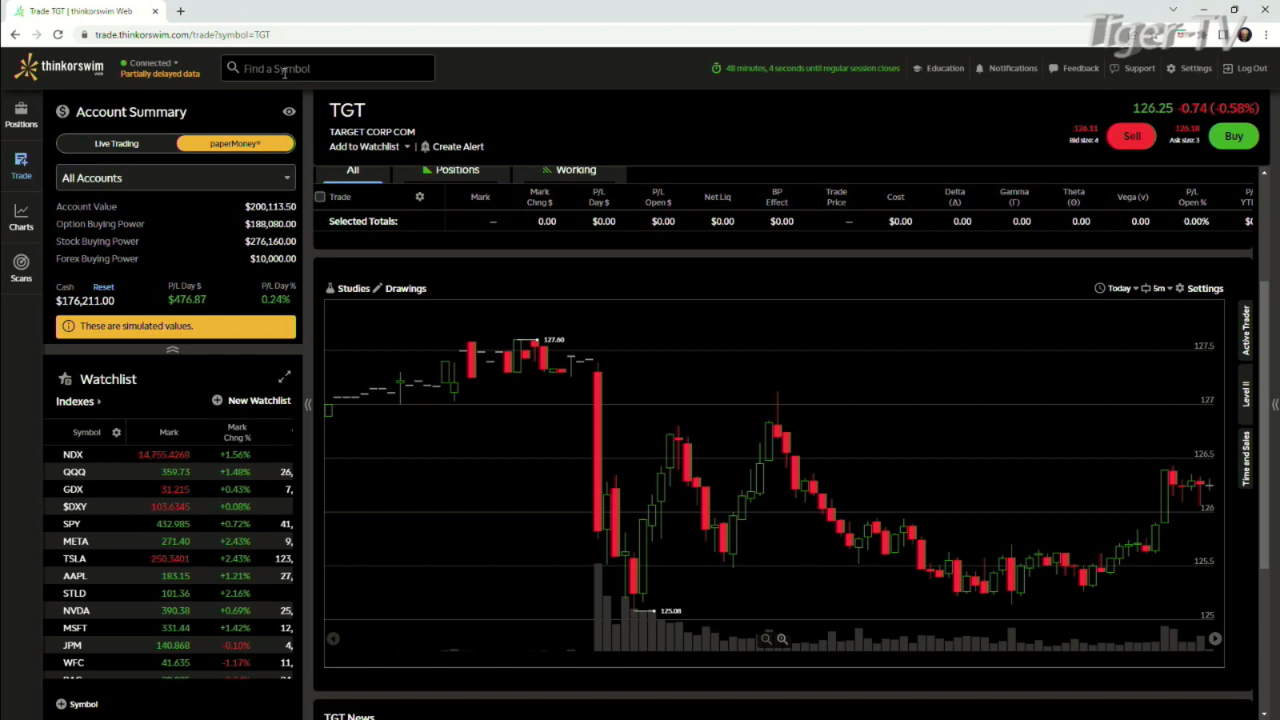 Trade TGT | thinkorswim Web
trade.thinkorswim.com/trade?symbol=TGT
Tiger TV
thinkorswim
web
Connected
Partially delayed data
Find a Symbol
48 minutes, 4 seconds until regular session closes
Education
Notifications
Feedback
Support
Settings
Log Out
Positions
Trade
Charts
Scans
Account Summary
Live Trading
paperMoney®
All Accounts
Account Value $200,113.50
Option Buying Power $188,080.00
Stock Buying Power $276,160.00
Forex Buying Power $10,000.00
Cash Reset P/L Day $ P/L Day %
$176,211.00 $476.87 0.24%
These are simulated values.
Watchlist
Indexes New Watchlist
Symbol Mark Mark Chng %
NDX 14,755.4268 +1.56%
QQQ 359.73 +1.48% 26,
GDX 31.215 +0.43% 7,
$DXY 103.6345 +0.08%
SPY 432.985 +0.72% 41,
META 271.40 +2.43% 9,
TSLA 250.3401 +2.43% 123,
AAPL 183.15 +1.21% 27,
STLD 101.36 +2.16%
NVDA 390.38 +0.69% 25,
MSFT 331.44 +1.42% 12,
JPM 140.868 -0.10% 4,
WFC 41.635 -1.17% 11,
Symbol
TGT
TARGET CORP COM
Add to Watchlist Create Alert
126.25 -0.74 (-0.58%)
Bid size: 4
Sell
126.18
Ask size: 3
Buy
All Positions Working
Trade Mark Mark Chng $ P/L Day $ P/L Open $ Net Liq BP Effect Trade Price Cost Delta (Δ) Gamma (Γ) Theta (Θ) Vega (v) P/L Open % P/ YTI
Selected Totals: — 0.00 $0.00 $0.00 $0.00 $0.00 — $0.00 0.00 0.00 0.00 0.00 0.00% $0
Studies Drawings
Today 5m Settings
127.60
125.08
127.5
127
126.5
126
125.5
125
Active Trader
Level II
Time and Sales
TGT News